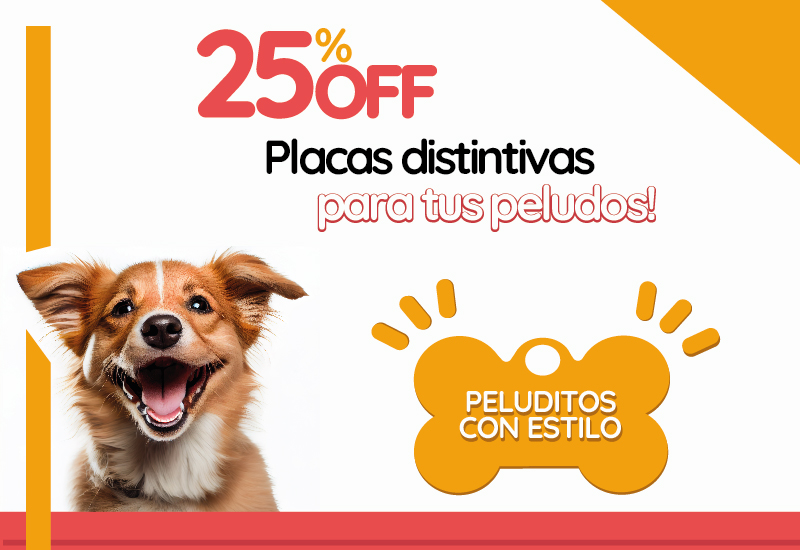 25%
OFF
Placas distintivas
para tus peludos!
PELUDITOS
CON ESTILO